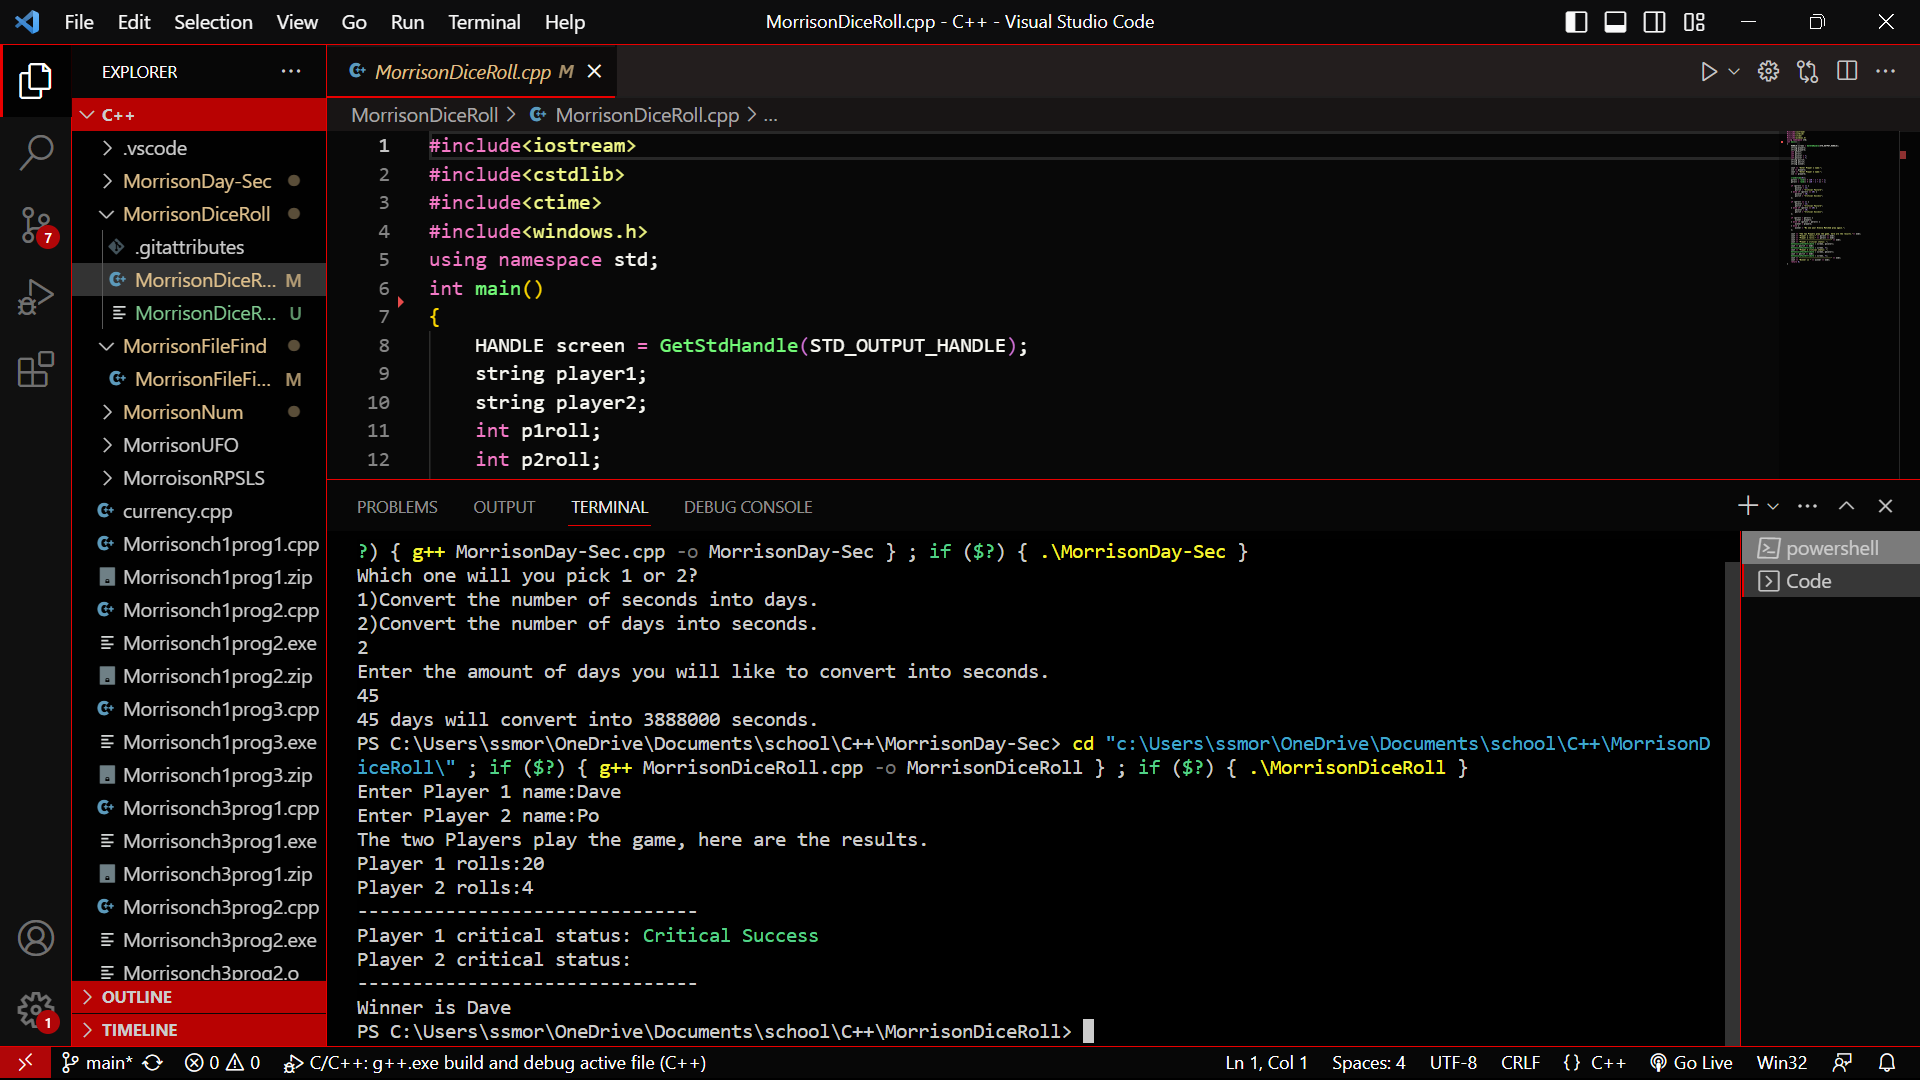 File Edit Selection View Go Run Terminal Help
MorrisonDiceRoll.cpp - C++ - Visual Studio Code
EXPLORER
C++
.vscode
MorrisonDay-Sec
MorrisonDiceRoll
.gitattributes
MorrisonDiceR... M
MorrisonDiceR... U
MorrisonFileFind
MorrisonFileFi... M
MorrisonNum
MorrisonUFO
MorroisonRPSLS
currency.cpp
Morrisonch1prog1.cpp
Morrisonch1prog1.zip
Morrisonch1prog2.cpp
Morrisonch1prog2.exe
Morrisonch1prog2.zip
Morrisonch1prog3.cpp
Morrisonch1prog3.exe
Morrisonch1prog3.zip
Morrisonch3prog1.cpp
Morrisonch3prog1.exe
Morrisonch3prog1.zip
Morrisonch3prog2.cpp
Morrisonch3prog2.exe
Morrisonch3prog2.o
OUTLINE
TIMELINE
7
1
MorrisonDiceRoll.cpp M
MorrisonDiceRoll > MorrisonDiceRoll.cpp > ...
1 #include<iostream>
2 #include<cstdlib>
3 #include<ctime>
4 #include<windows.h>
5 using namespace std;
6 int main()
7 {
8 HANDLE screen = GetStdHandle(STD_OUTPUT_HANDLE);
9 string player1;
10 string player2;
11 int p1roll;
12 int p2roll;
PROBLEMS OUTPUT TERMINAL DEBUG CONSOLE
?) { g++ MorrisonDay-Sec.cpp -o MorrisonDay-Sec } ; if ($?) { .\MorrisonDay-Sec }
Which one will you pick 1 or 2?
1)Convert the number of seconds into days.
2)Convert the number of days into seconds.
2
Enter the amount of days you will like to convert into seconds.
45
45 days will convert into 3888000 seconds.
PS C:\Users\ssmor\OneDrive\Documents\school\C++\MorrisonDay-Sec> cd "c:\Users\ssmor\OneDrive\Documents\school\C++\MorrisonD
iceRoll\" ; if ($?) { g++ MorrisonDiceRoll.cpp -o MorrisonDiceRoll } ; if ($?) { .\MorrisonDiceRoll }
Enter Player 1 name:Dave
Enter Player 2 name:Po
The two Players play the game, here are the results.
Player 1 rolls:20
Player 2 rolls:4
-------------------------------
Player 1 critical status: Critical Success
Player 2 critical status:
-------------------------------
Winner is Dave
PS C:\Users\ssmor\OneDrive\Documents\school\C++\MorrisonDiceRoll>
powershell
Code
main* 0 0 C/C++: g++.exe build and debug active file (C++)
Ln 1, Col 1 Spaces: 4 UTF-8 CRLF {} C++ Go Live Win32